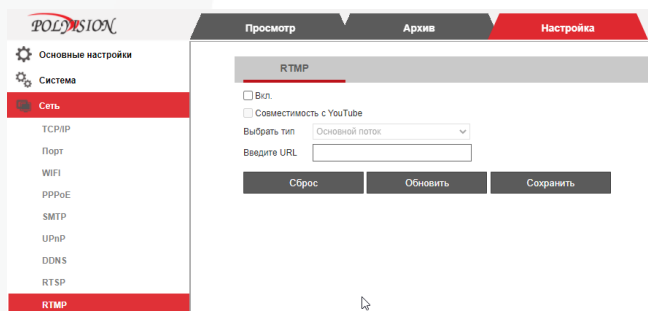 POLYVISION
Просмотр
Архив
Настройка
Основные настройки
Система
Сеть
TCP/IP
Порт
WIFI
PPPoE
SMTP
UPnP
DDNS
RTSP
RTMP
RTMP
Вкл.
Совместимость с YouTube
Выбрать тип Основной поток
Введите URL
Сброс Обновить Сохранить